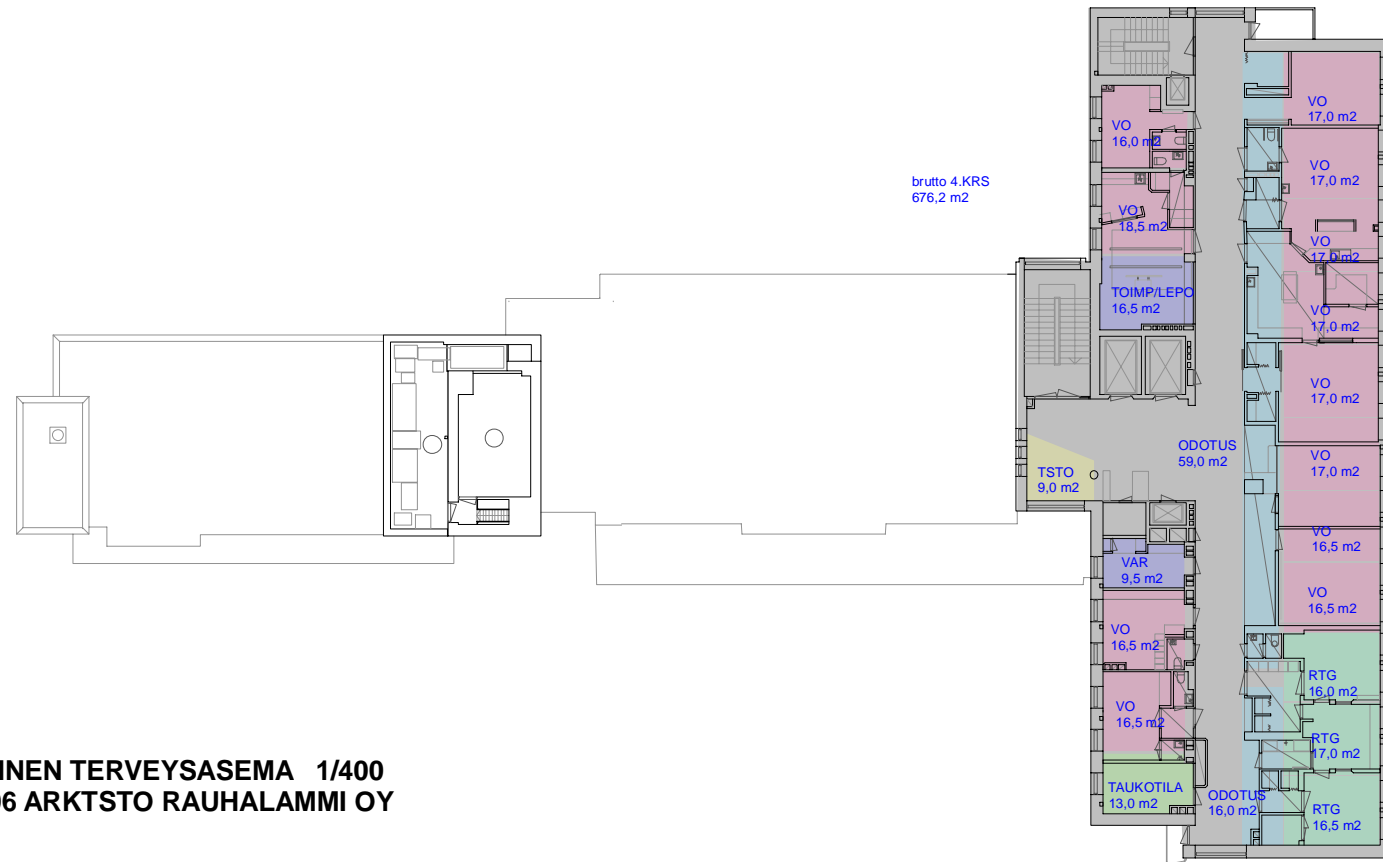 VO
17,0 m2
VO
16,0 m2
VO
17,0 m2
brutto 4.KRS
676,2 m2
VO
18,5 m2
VO
17,0 m2
TOIMP/LEPO
16,5 m2
VO
17,0 m2
VO
17,0 m2
ODOTUS
59,0 m2
VO
17,0 m2
TSTO
9,0 m2
VO
16,5 m2
VAR
9,5 m2
VO
16,5 m2
VO
16,5 m2
RTG
16,0 m2
VO
16,5 m2
RTG
17,0 m2
TAUKOTILA
13,0 m2
ODOTUS
16,0 m2
RTG
16,5 m2
INEN TERVEYSASEMA 1/400
06 ARKTSTO RAUHALAMMI OY